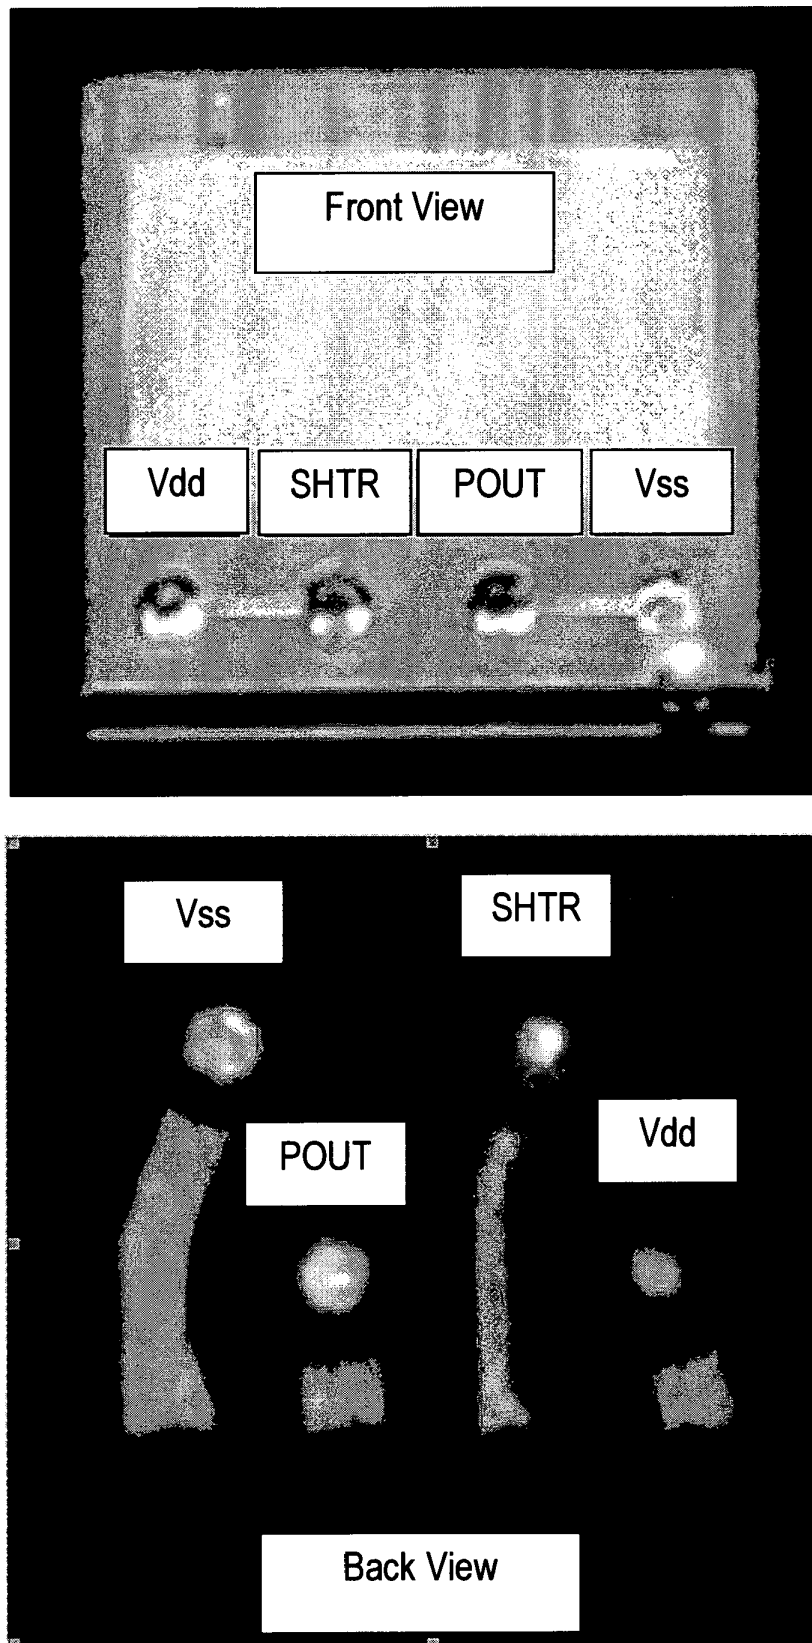 Front View
Vdd
SHTR
POUT
Vss
Vss
SHTR
POUT
Vdd
Back View